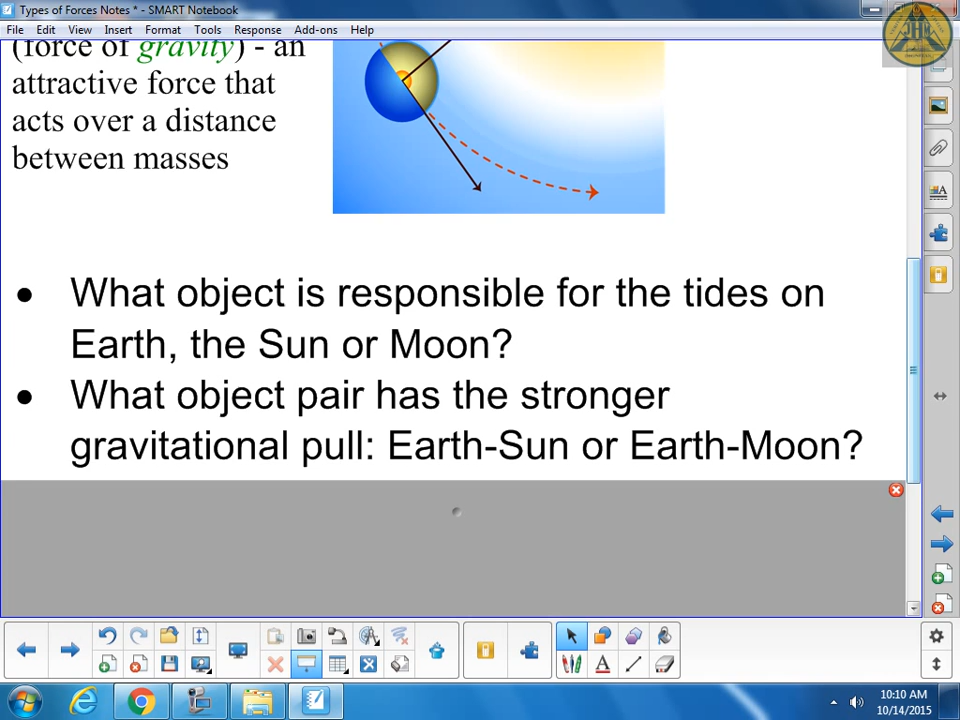 Types of Forces Notes * - SMART Notebook
File Edit View Insert Format Tools Response Add-ons Help
(force of gravity) - an
attractive force that
acts over a distance
between masses
• What object is responsible for the tides on
Earth, the Sun or Moon?
• What object pair has the stronger
gravitational pull: Earth-Sun or Earth-Moon?
10:10 AM
10/14/2015